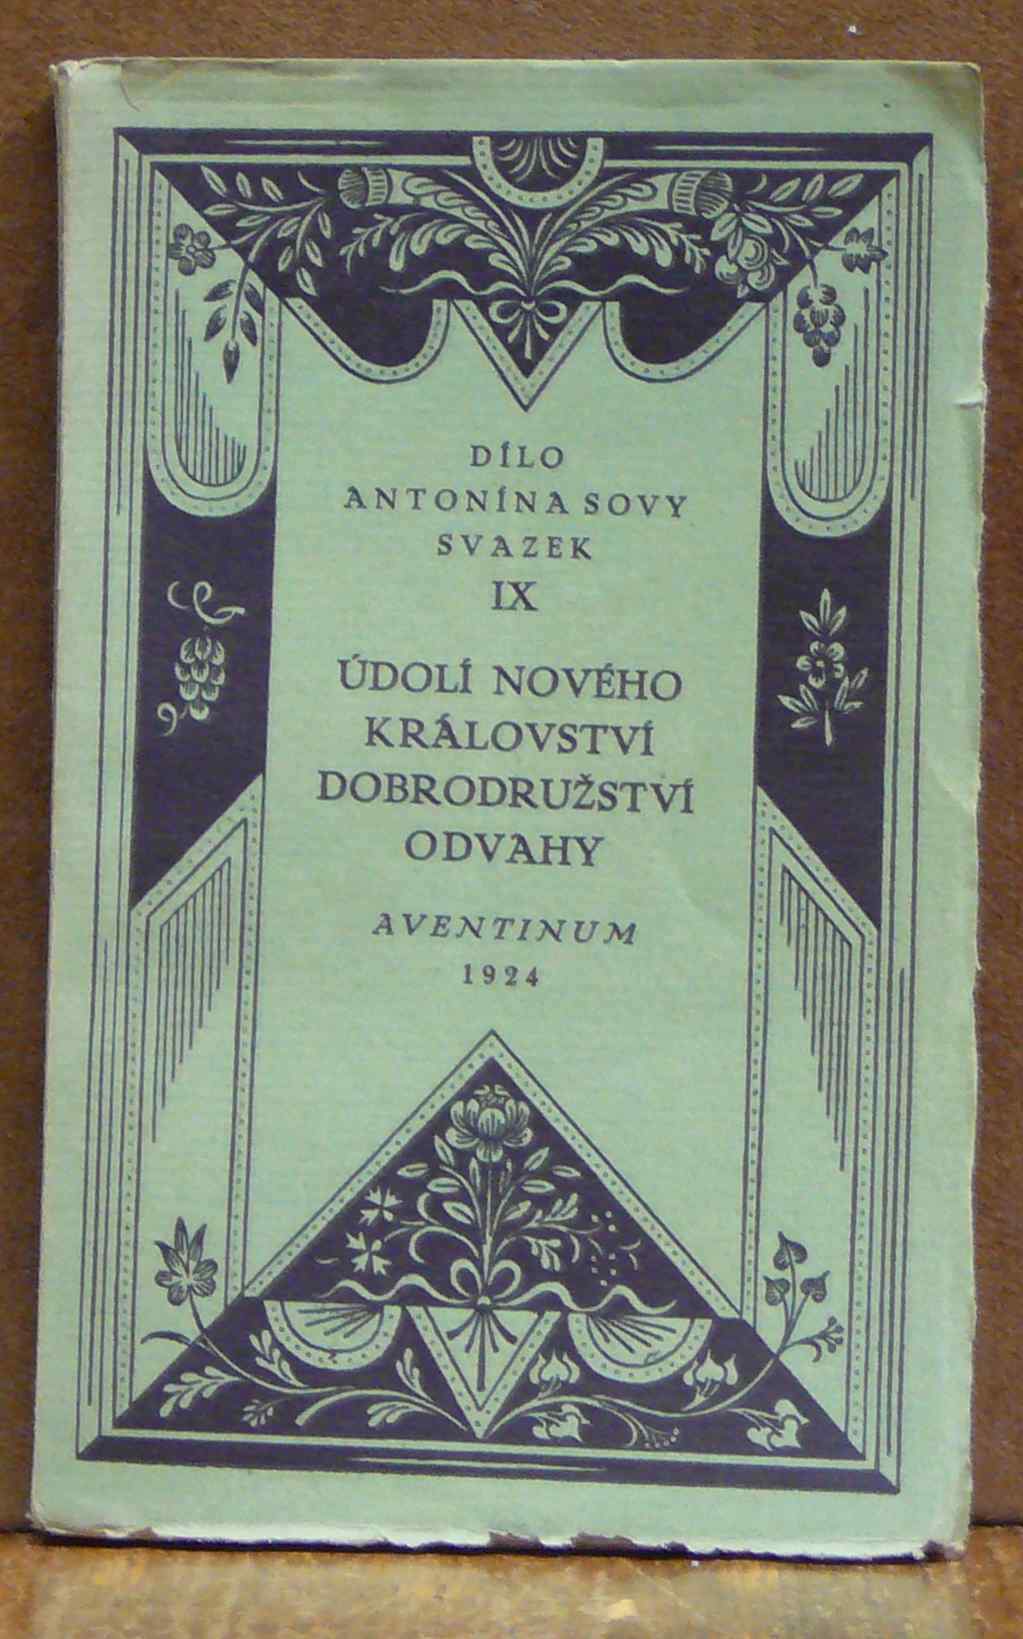 DÍLO
ANTONÍNA SOVY
SVAZEK
IX
ÚDOLÍ NOVÉHO
KRÁLOVSTVÍ
DOBRODRUŽSTVÍ
ODVAHY
AVENTINUM
1924